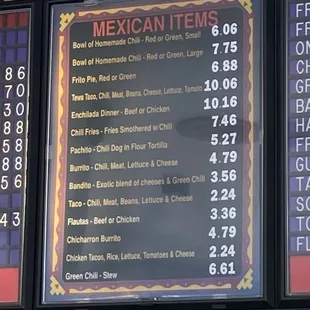 MEXICAN ITEMS
Bowl of Homemade Chili - Red or Green, Small 6.06
Bowl of Homemade Chili - Red or Green, Large 7.75
Frito Pie, Red or Green 6.88
Tewa Taco, Chili, Meat, Beans, Cheese, Lettuce, Tomato 10.06
Enchilada Dinner - Beef or Chicken 10.16
Chili Fries - Fries Smothered w/Chili 7.46
Pachito - Chili Dog in Flour Tortilla 5.27
Burrito - Chili, Meat, Lettuce & Cheese 4.79
Bandito - Exotic blend of cheeses & Green Chili 3.56
Taco - Chili, Meat, Beans, Lettuce & Cheese 2.24
Flautas - Beef or Chicken 3.36
Chicharron Burrito 4.79
Chicken Tacos, Rice, Lettuce, Tomatoes & Cheese 2.24
Green Chili - Stew 6.61